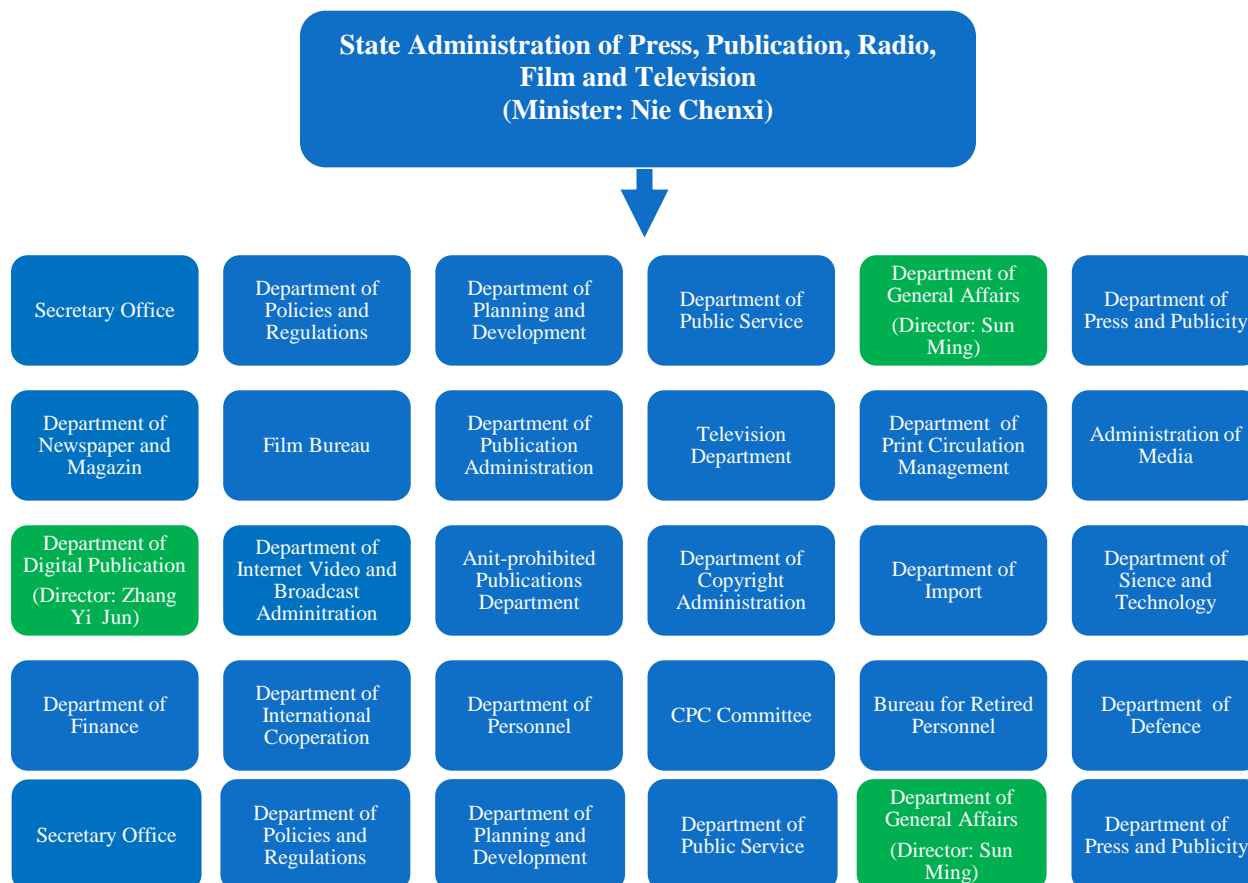 State Administration of Press, Publication, Radio,
Film and Television
(Minister: Nie Chenxi)
Secretary Office
Department of
Policies and
Regulations
Department of
Planning and
Development
Department of
Public Service
Department of
General Affairs
(Director: Sun
Ming)
Department of
Press and Publicity
Department of
Newspaper and
Magazin
Film Bureau
Department of
Publication
Administration
Television
Department
Department of
Print Circulation
Management
Administration of
Media
Department of
Digital Publication
(Director: Zhang
Yi Jun)
Department of
Internet Video and
Broadcast
Adminitration
Anit-prohibited
Publications
Department
Department of
Copyright
Administration
Department of
Import
Department of
Sience and
Technology
Department of
Finance
Department of
International
Cooperation
Department of
Personnel
CPC Committee
Bureau for Retired
Personnel
Department of
Defence
Secretary Office
Department of
Policies and
Regulations
Department of
Planning and
Development
Department of
Public Service
Department of
General Affairs
(Director: Sun
Ming)
Department of
Press and Publicity